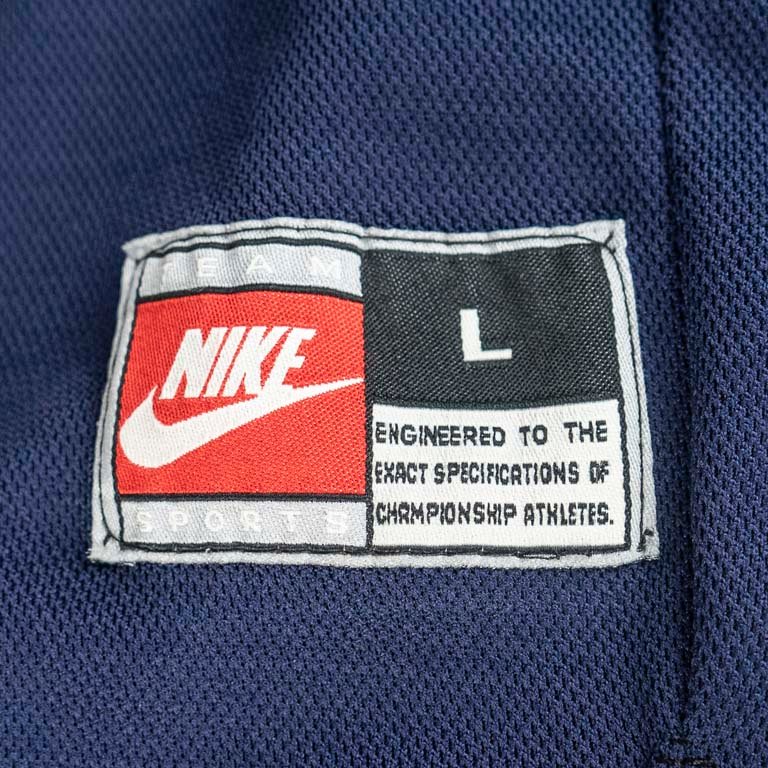 TEAM
NIKE
SPORTS
L
ENGINEERED TO THE
EXACT SPECIFICATIONS OF
CHAMPIONSHIP ATHLETES.